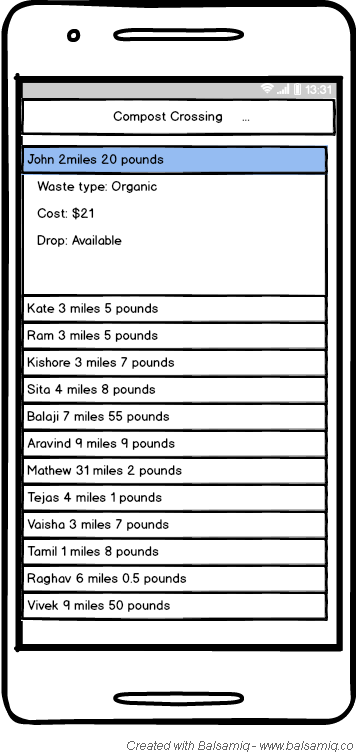 13:31
Compost Crossing ...
John 2miles 20 pounds
Waste type: Organic
Cost: $21
Drop: Available
Kate 3 miles 5 pounds
Ram 3 miles 5 pounds
Kishore 3 miles 7 pounds
Sita 4 miles 8 pounds
Balaji 7 miles 55 pounds
Aravind 9 miles 9 pounds
Mathew 31 miles 2 pounds
Tejas 4 miles 1 pounds
Vaisha 3 miles 7 pounds
Tamil 1 miles 8 pounds
Raghav 6 miles 0.5 pounds
Vivek 9 miles 50 pounds
Created with Balsamiq - www.balsamiq.co